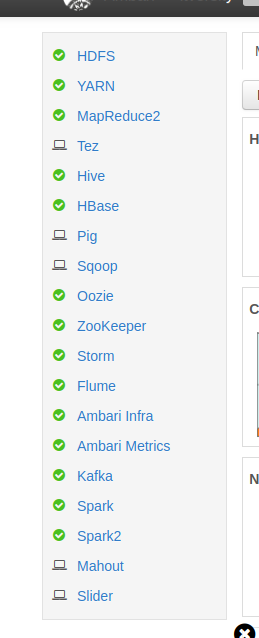 HDFS
YARN
MapReduce2
Tez
Hive
HBase
Pig
Sqoop
Oozie
ZooKeeper
Storm
Flume
Ambari Infra
Ambari Metrics
Kafka
Spark
Spark2
Mahout
Slider